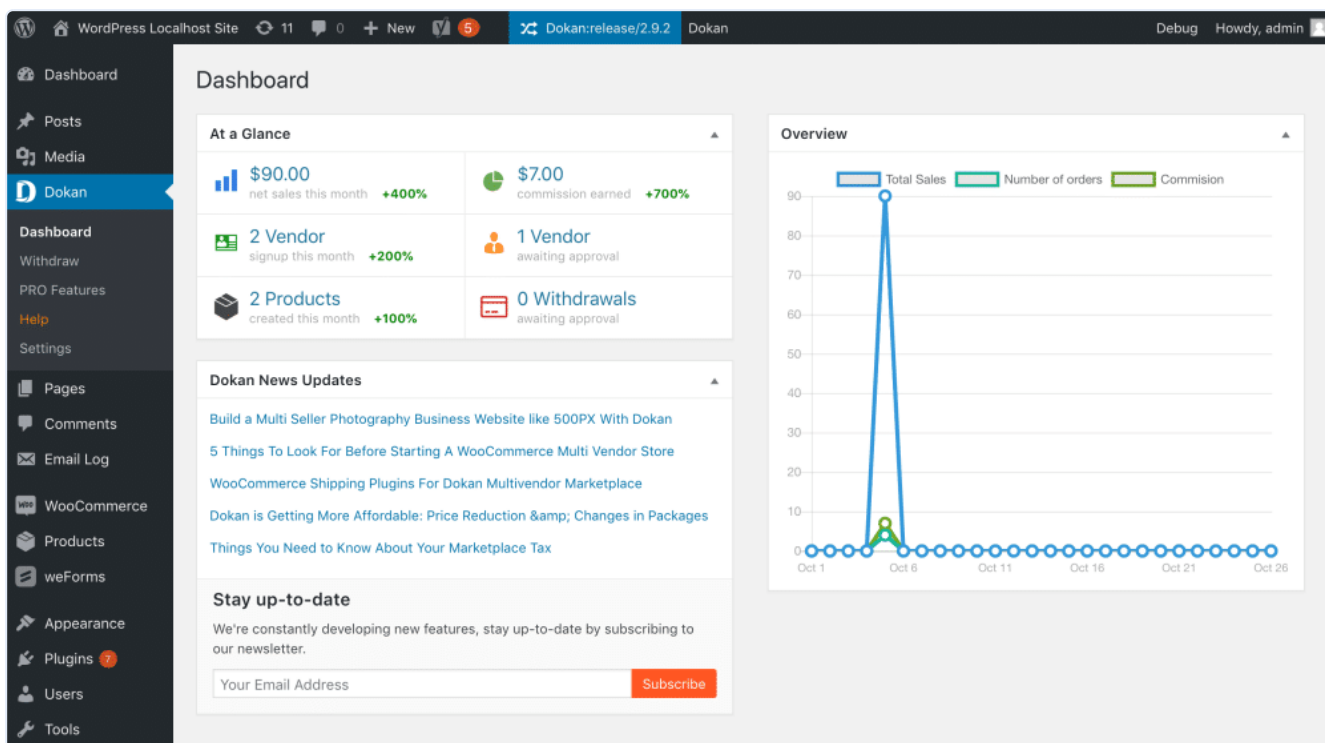 WordPress Localhost Site 11 0 New 5 Dokan:release/2.9.2 Dokan Debug Howdy, admin
Dashboard
Posts
Media
Dokan
Dashboard
Withdraw
PRO Features
Help
Settings
Pages
Comments
Email Log
WOO WooCommerce
Products
weForms
Appearance
Plugins 7
Users
Tools
Dashboard
At a Glance
$90.00
net sales this month +400%
$7.00
commission earned +700%
2 Vendor
signup this month +200%
1 Vendor
awaiting approval
2 Products
created this month +100%
0 Withdrawals
awaiting approval
Dokan News Updates
Build a Multi Seller Photography Business Website like 500PX With Dokan
5 Things To Look For Before Starting A WooCommerce Multi Vendor Store
WooCommerce Shipping Plugins For Dokan Multivendor Marketplace
Dokan is Getting More Affordable: Price Reduction &amp; Changes in Packages
Things You Need to Know About Your Marketplace Tax
Stay up-to-date
We're constantly developing new features, stay up-to-date by subscribing to
our newsletter.
Your Email Address Subscribe
Overview
Total Sales Number of orders Commision
90
80
70
60
50
40
30
20
10
0
Oct 1 Oct 6 Oct 11 Oct 16 Oct 21 Oct 26